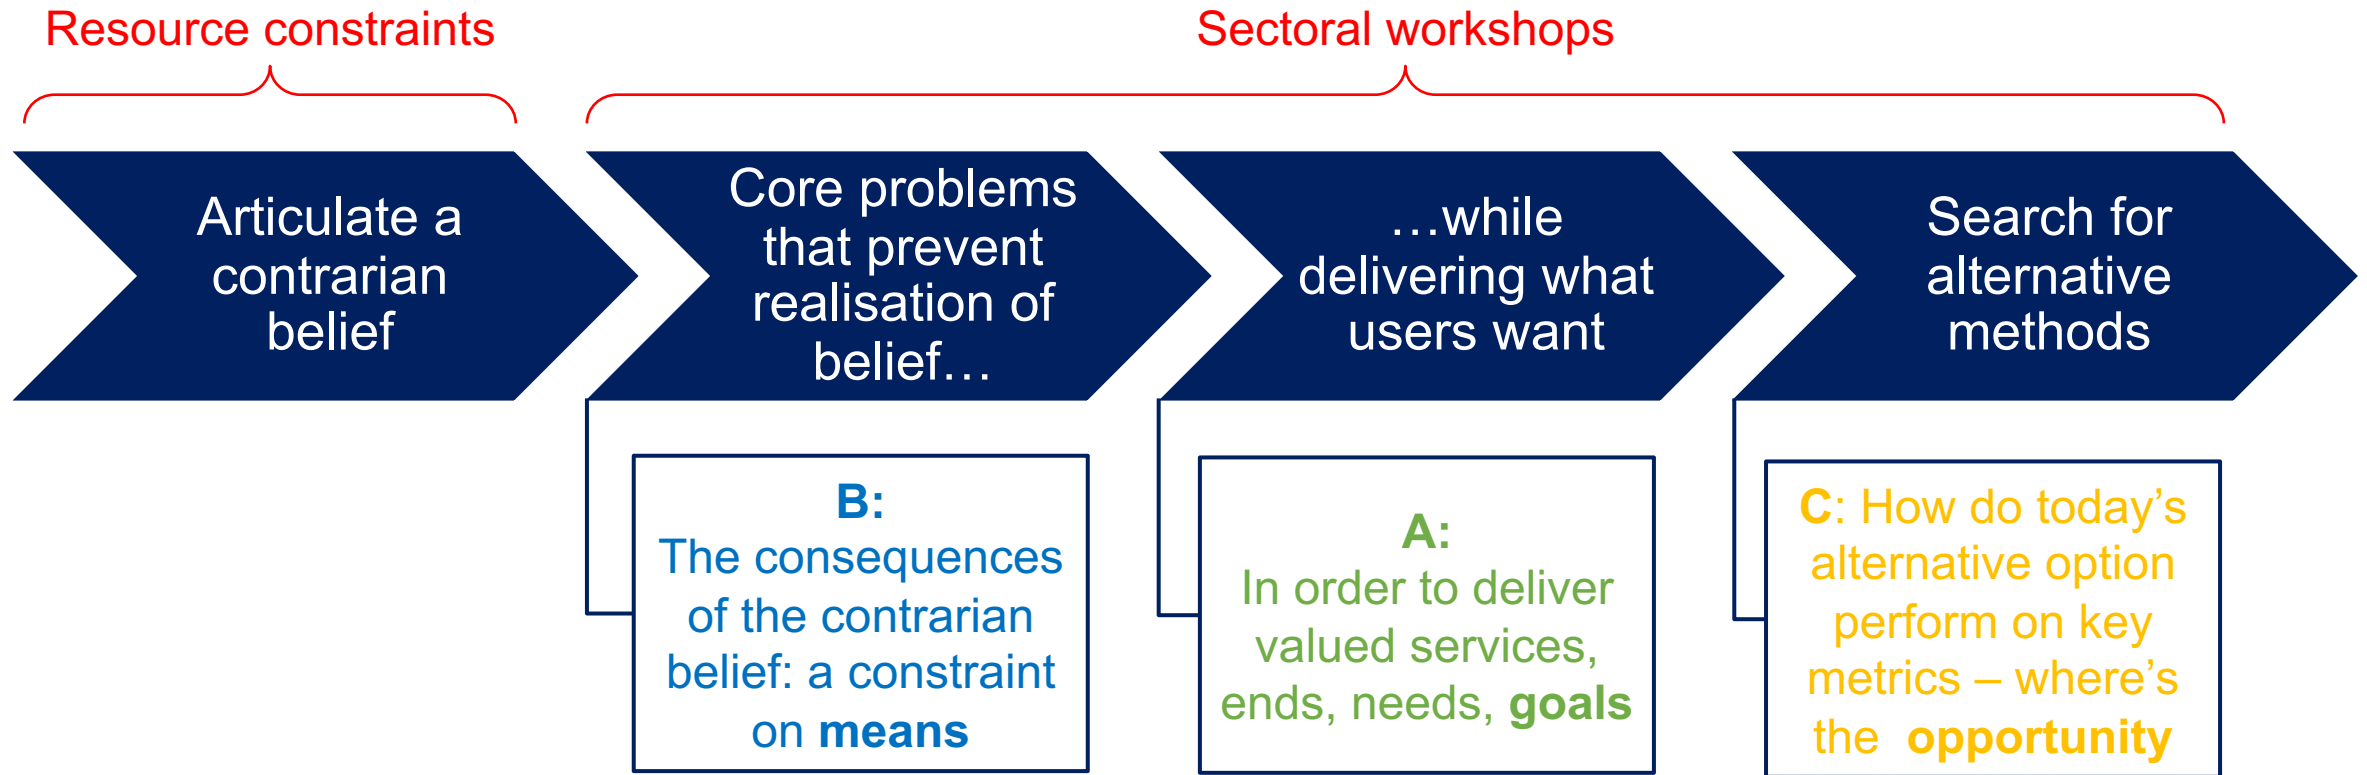 Resource constraints
Sectoral workshops
Articulate a
contrarian
belief
Core problems
that prevent
realisation of
belief…
…while
delivering what
users want
Search for
alternative
methods
B:
The consequences
of the contrarian
belief: a constraint
on means
A:
In order to deliver
valued services,
ends, needs, goals
C: How do today’s
alternative option
perform on key
metrics – where’s
the opportunity